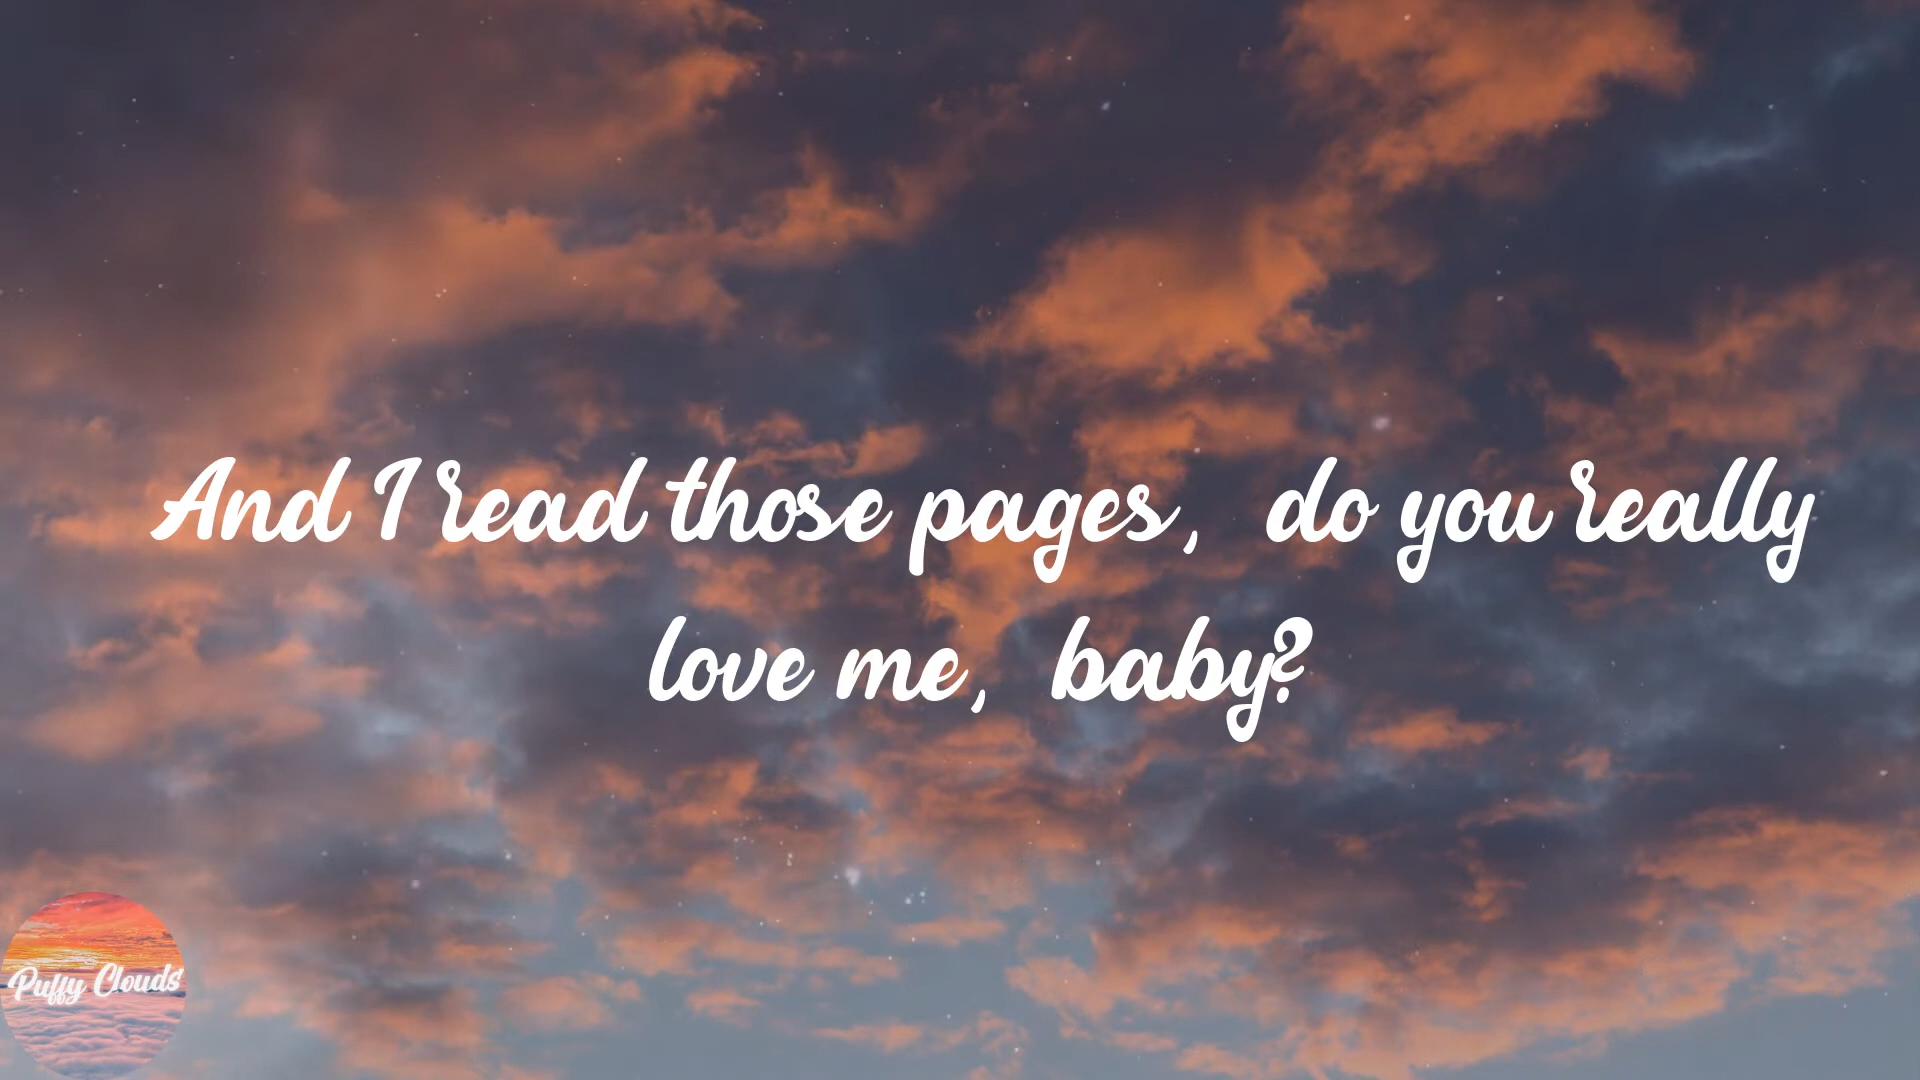 And I read those pages, do you really
love me, baby?
Puffy Clouds